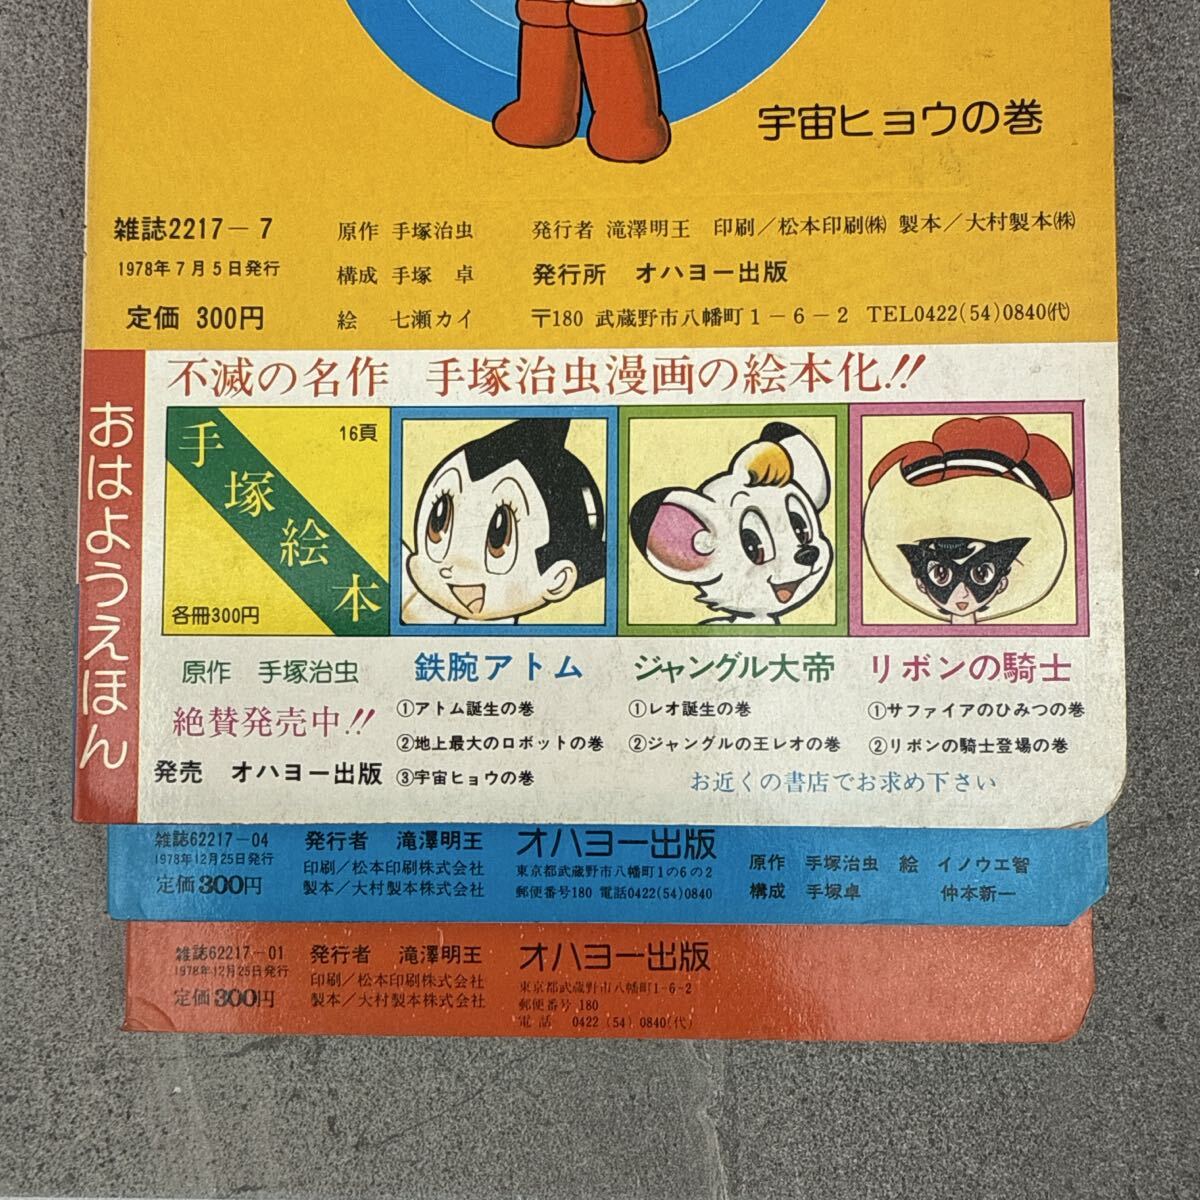 宇宙ヒョウの巻
雑誌2217－7
1978年7月5日発行
定価 300円
原作 手塚治虫
構成 手塚 卓
絵 七瀬カイ
発行者 滝澤明王 印刷／松本印刷㈱ 製本／大村製本㈱
発行所 オハヨー出版
〒180 武蔵野市八幡町1－6－2 TEL0422(54)0840㈹
おはようえほん
不滅の名作 手塚治虫漫画の絵本化!!
手塚絵本
16頁
各冊300円
原作 手塚治虫
絶賛発売中!!
発売 オハヨー出版
鉄腕アトム
①アトム誕生の巻
②地上最大のロボットの巻
③宇宙ヒョウの巻
ジャングル大帝
①レオ誕生の巻
②ジャングルの王レオの巻
リボンの騎士
①サファイアのひみつの巻
②リボンの騎士登場の巻
お近くの書店でお求め下さい
雑誌62217－04
1978年12月25日発行
定価300円
発行者 滝澤明王
印刷／松本印刷株式会社
製本／大村製本株式会社
オハヨー出版
東京都武蔵野市八幡町1の6の2
郵便番号180 電話0422(54)0840
原作 手塚治虫 絵 イノウエ智
構成 手塚卓 仲本新一
雑誌62217－01
1978年12月25日発行
定価300円
発行者 滝澤明王
印刷／松本印刷株式会社
製本／大村製本株式会社
オハヨー出版
東京都武蔵野市八幡町1-6-2
郵便番号 180
電話 0422 (54) 0840(代)